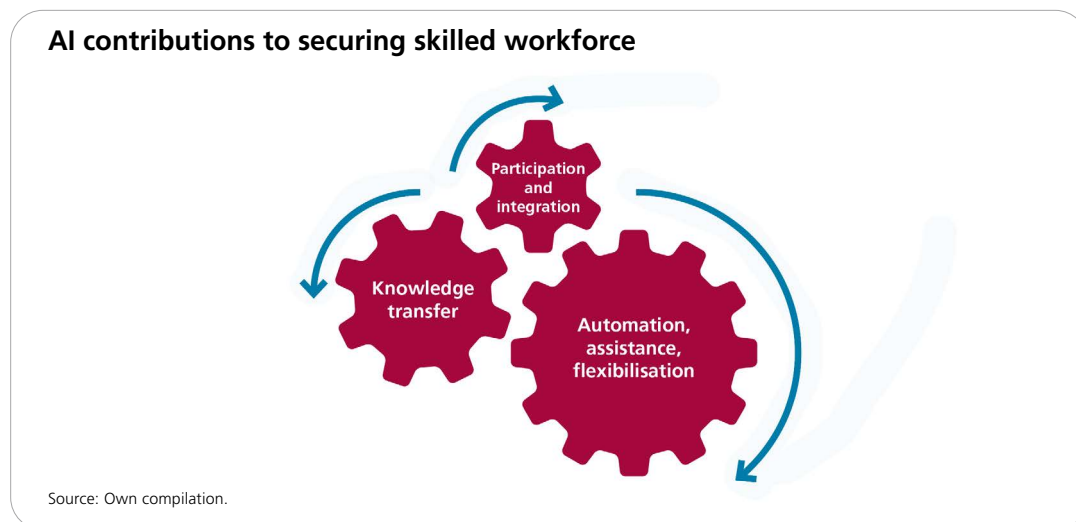 AI contributions to securing skilled workforce
Participation
and
integration
Knowledge
transfer
Automation,
assistance,
flexibilisation
Source: Own compilation.